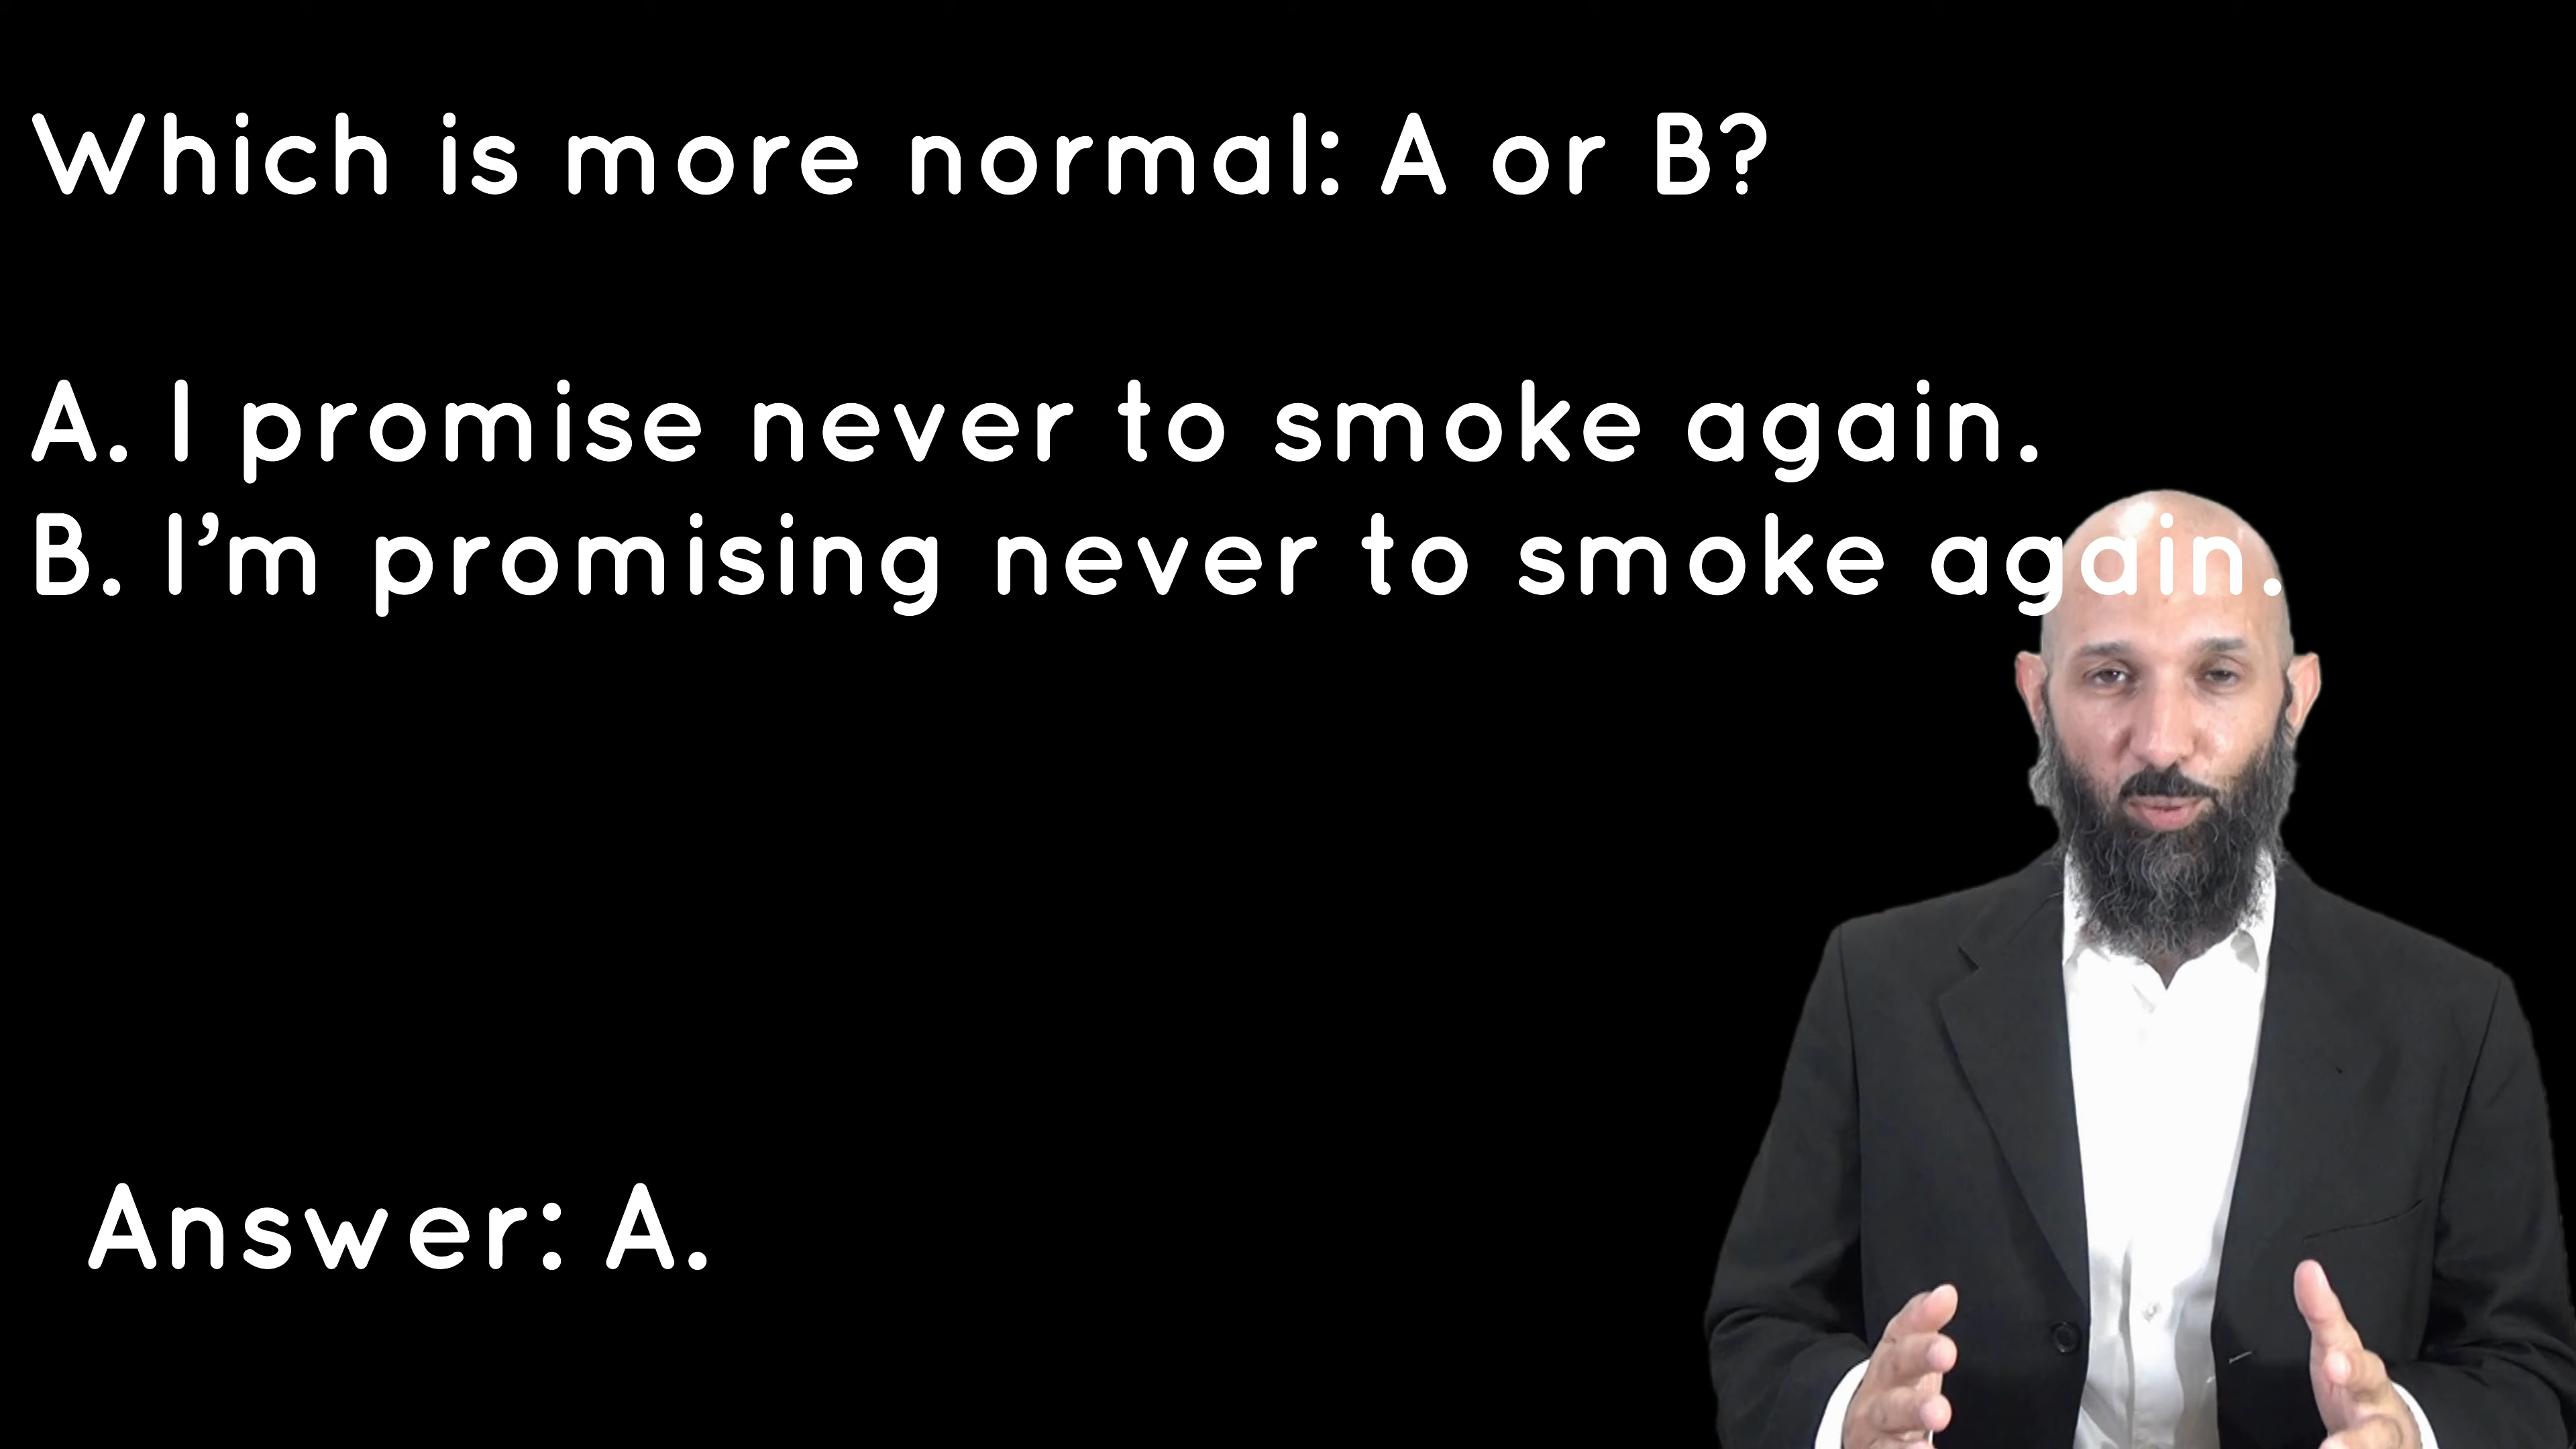 Which is more normal: A or B?
A. I promise never to smoke again.
B. I’m promising never to smoke again.
Answer: A.